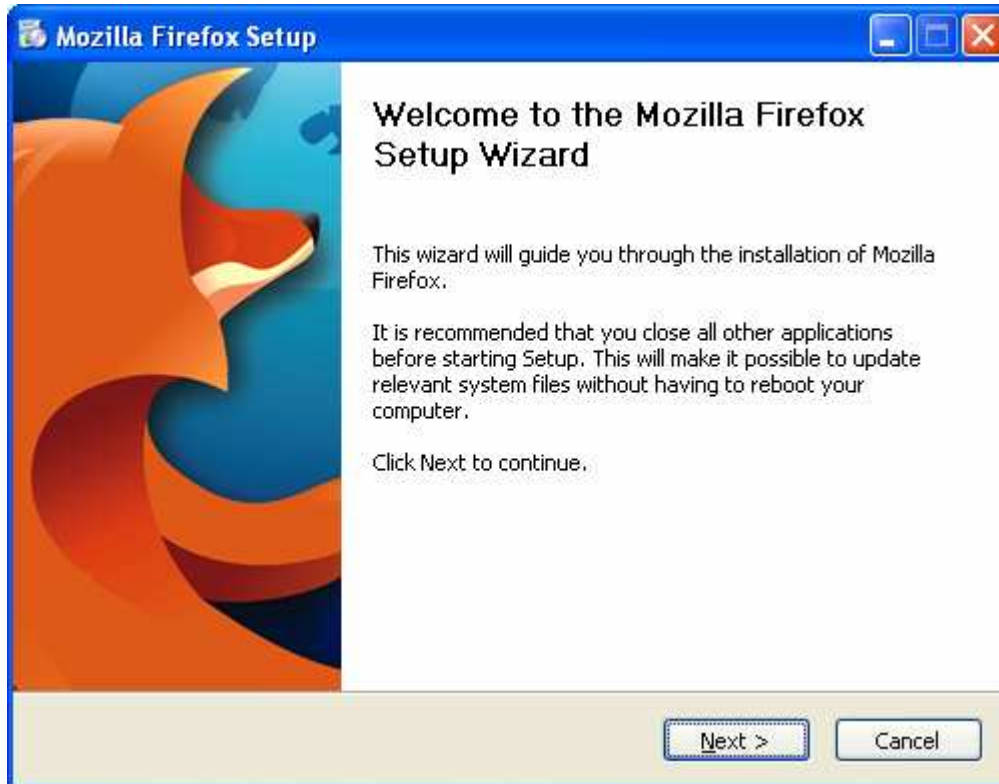 Mozilla Firefox Setup
Welcome to the Mozilla Firefox
Setup Wizard
This wizard will guide you through the installation of Mozilla
Firefox.
It is recommended that you close all other applications
before starting Setup. This will make it possible to update
relevant system files without having to reboot your
computer.
Click Next to continue.
Next >
Cancel